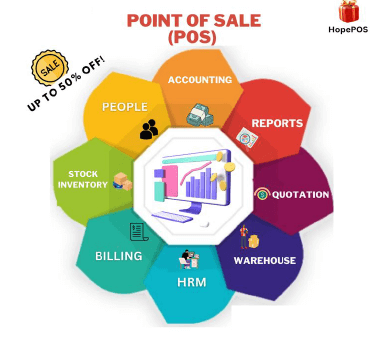 POINT OF SALE
(POS)
HopePOS
SALE
UP TO 50% OFF!
ACCOUNTING
PEOPLE
REPORTS
STOCK
INVENTORY
QUOTATION
BILLING
WAREHOUSE
HRM